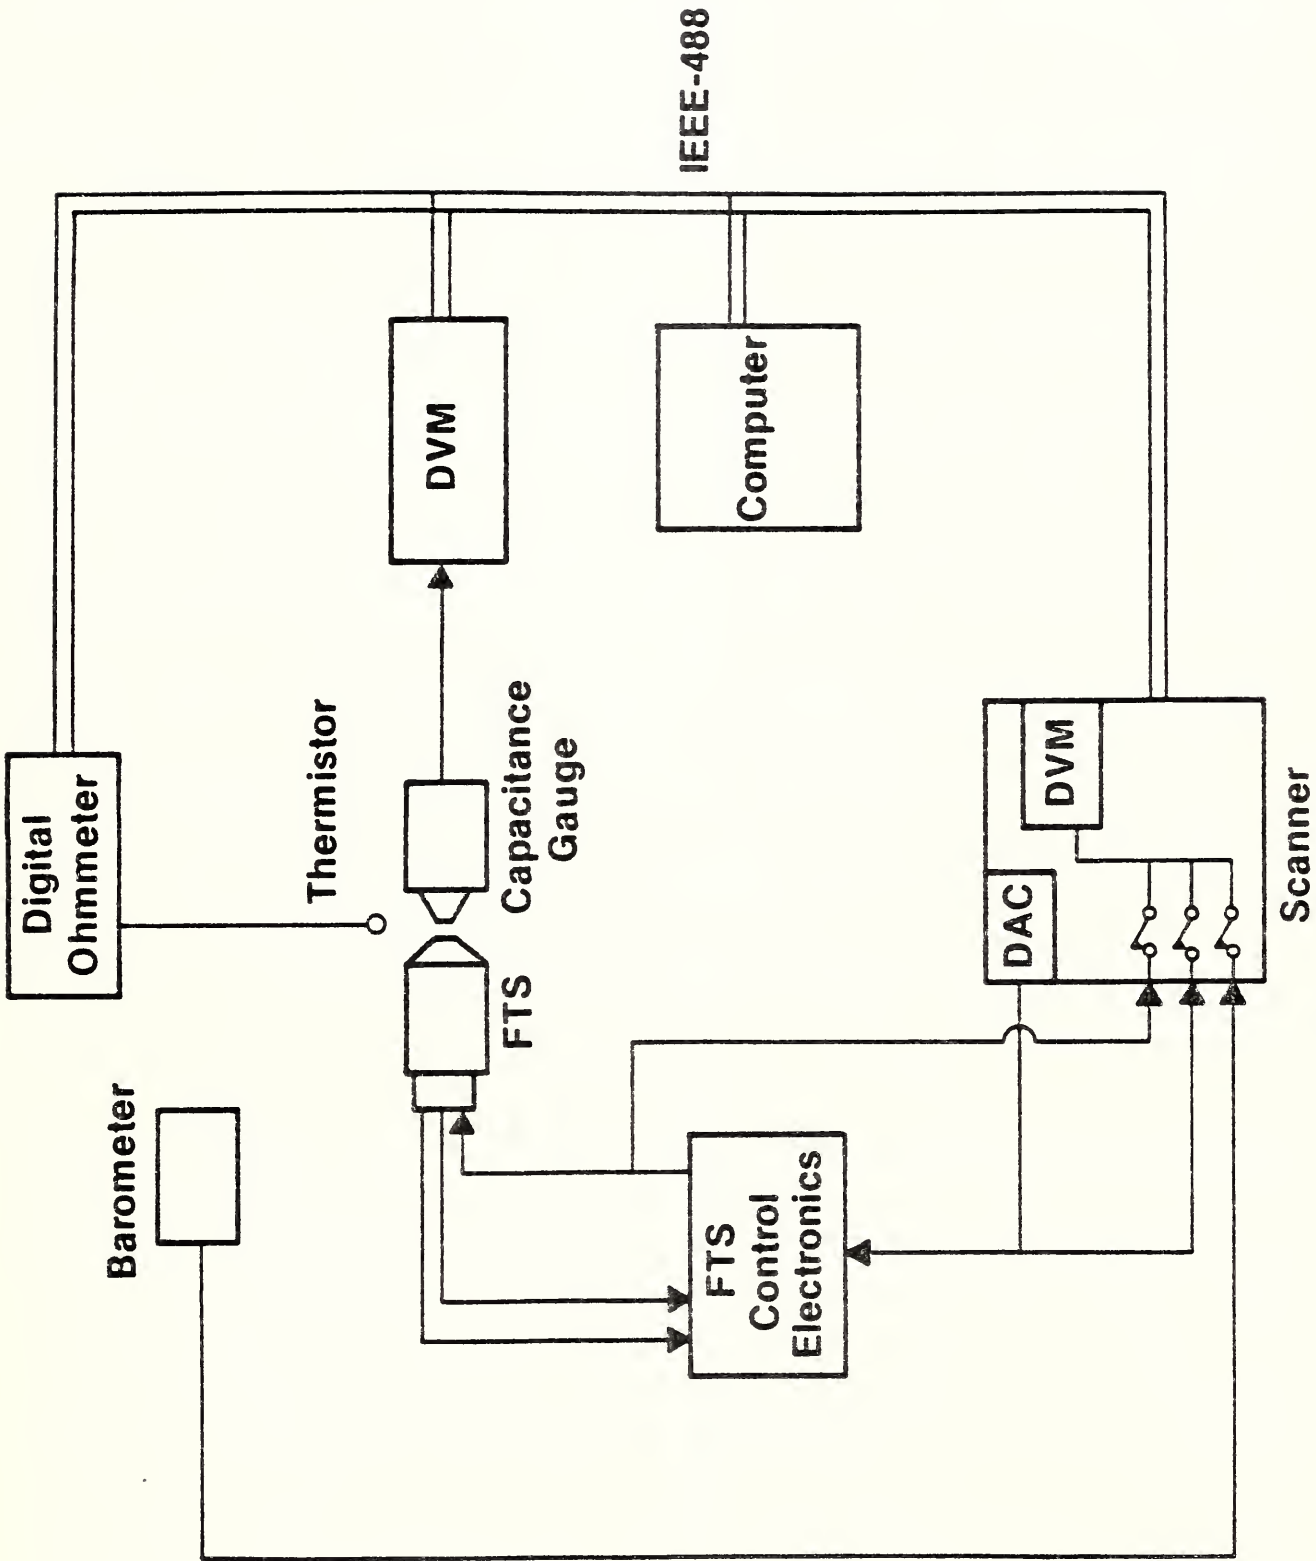 Barometer
Digital
Ohmmeter
Thermistor
FTS
Capacitance
Gauge
DVM
IEEE-488
FTS
Control
Electronics
Computer
DAC
DVM
Scanner